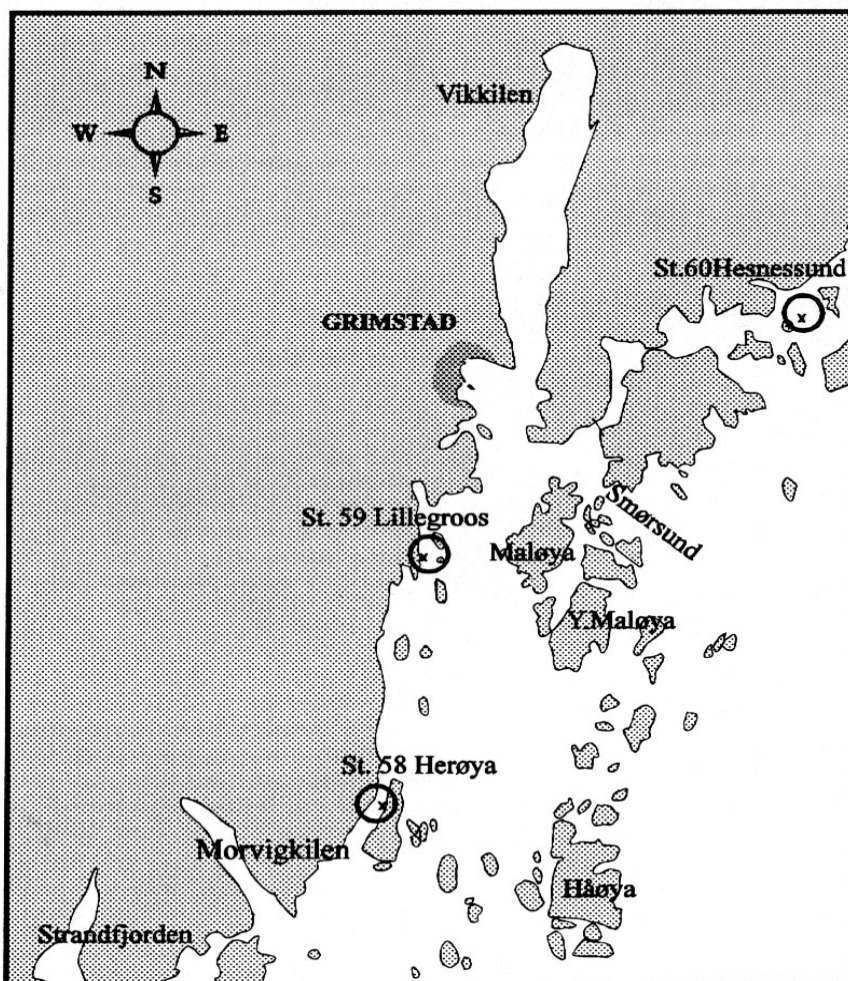 Vikkilen
N
W E
S
St.60Hesnessund
GRIMSTAD
x
St. 59 Lillegroos
Smørsund
Maløya
x
Y.Maløya
St. 58 Herøya
x
Morvigkilen
Håøya
Strandfjorden